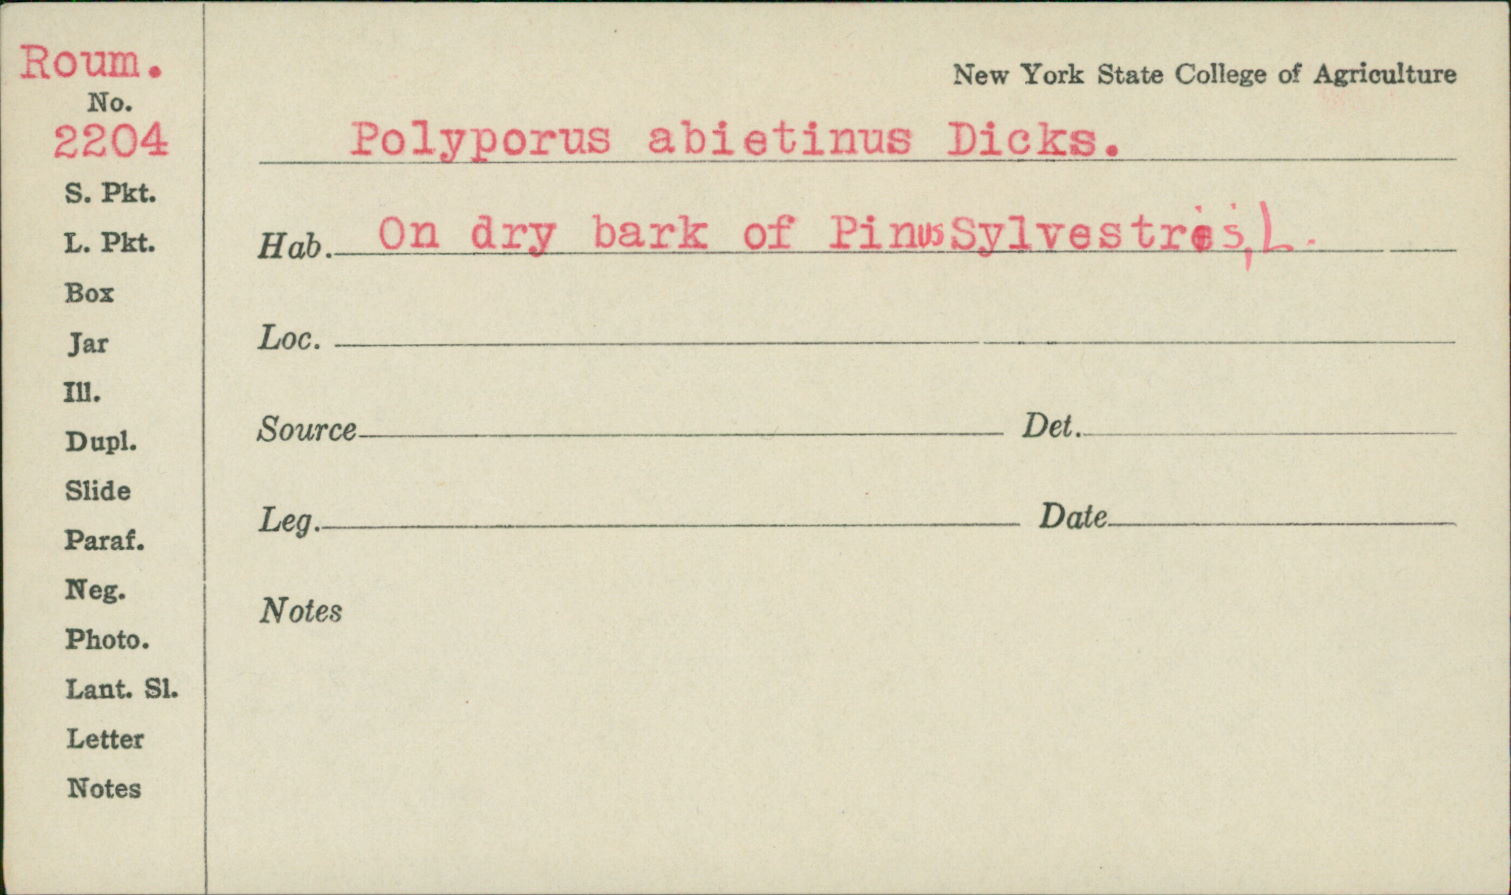 Roum.
No.
2204
S. Pkt.
L. Pkt.
Box
Jar
Ill.
Dupl.
Slide
Paraf.
Neg.
Photo.
Lant. Sl.
Letter
Notes
New York State College of Agriculture
Polyporus abietinus Dicks.
Hab. On dry bark of Pinus Sylvestris, L.
Loc.
Source Det.
Leg. Date
Notes